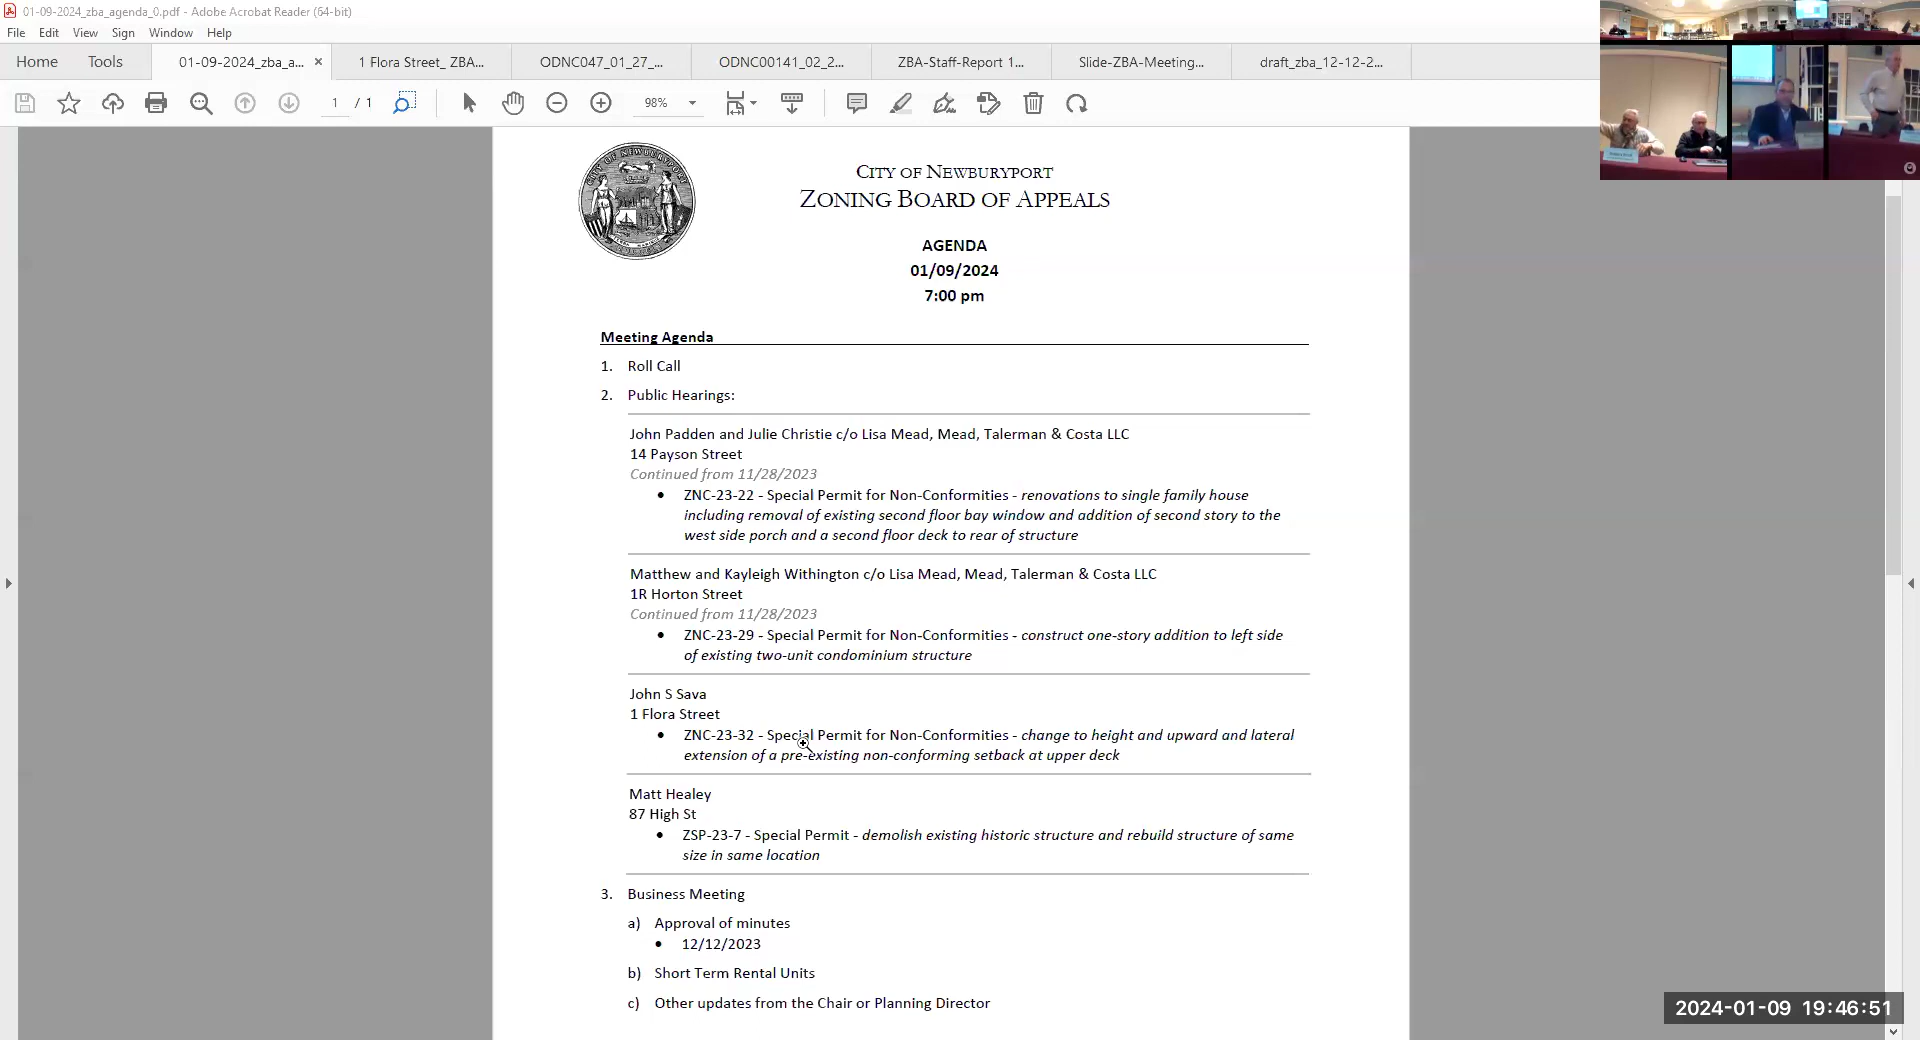 01-09-2024_zba_agenda_0.pdf - Adobe Acrobat Reader (64-bit)
File Edit View Sign Window Help
Home Tools 01-09-2024_zba_a... 1 Flora Street_ ZBA... ODNC047_01_27_... ODNC00141_02_2... ZBA-Staff-Report 1... Slide-ZBA-Meeting... draft_zba_12-12-2...
1 / 1 98%
CITY OF NEWBURYPORT
ZONING BOARD OF APPEALS
AGENDA
01/09/2024
7:00 pm
Meeting Agenda
1. Roll Call
2. Public Hearings:
John Padden and Julie Christie c/o Lisa Mead, Mead, Talerman & Costa LLC
14 Payson Street
Continued from 11/28/2023
• ZNC-23-22 - Special Permit for Non-Conformities - renovations to single family house
including removal of existing second floor bay window and addition of second story to the
west side porch and a second floor deck to rear of structure
Matthew and Kayleigh Withington c/o Lisa Mead, Mead, Talerman & Costa LLC
1R Horton Street
Continued from 11/28/2023
• ZNC-23-29 - Special Permit for Non-Conformities - construct one-story addition to left side
of existing two-unit condominium structure
John S Sava
1 Flora Street
• ZNC-23-32 - Special Permit for Non-Conformities - change to height and upward and lateral
extension of a pre-existing non-conforming setback at upper deck
Matt Healey
87 High St
• ZSP-23-7 - Special Permit - demolish existing historic structure and rebuild structure of same
size in same location
3. Business Meeting
a) Approval of minutes
• 12/12/2023
b) Short Term Rental Units
c) Other updates from the Chair or Planning Director
2024-01-09 19:46:51